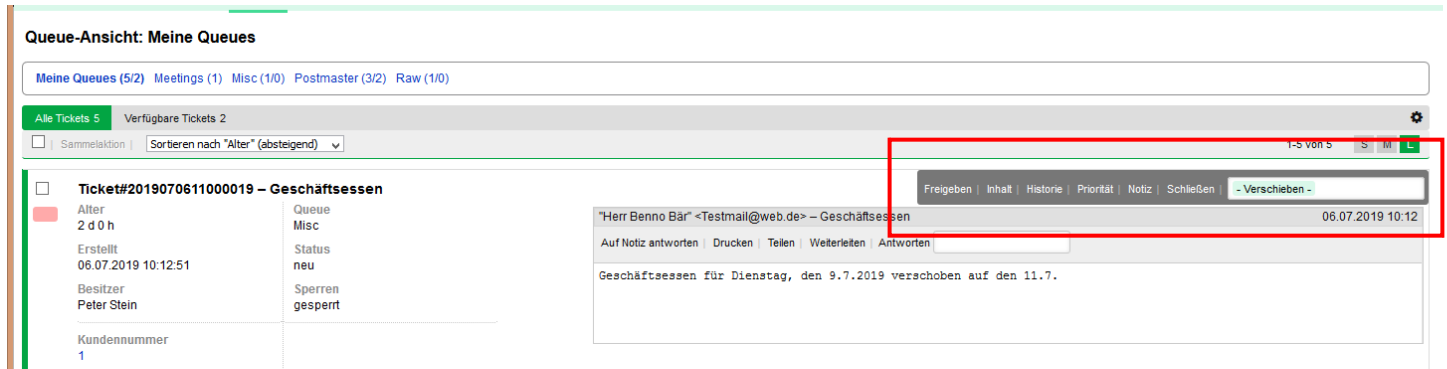 Queue-Ansicht: Meine Queues
Meine Queues (5/2) Meetings (1) Misc (1/0) Postmaster (3/2) Raw (1/0)
Alle Tickets 5 Verfügbare Tickets 2
| Sammelaktion | Sortieren nach "Alter" (absteigend) 1-5 von 5 S M L
Ticket#2019070611000019 – Geschäftsessen
Freigeben | Inhalt | Historie | Priorität | Notiz | Schließen | - Verschieben -
Alter
2 d 0 h
Queue
Misc
Erstellt
06.07.2019 10:12:51
Status
neu
Besitzer
Peter Stein
Sperren
gesperrt
Kundennummer
1
"Herr Benno Bär" <Testmail@web.de> – Geschäftsessen 06.07.2019 10:12
Auf Notiz antworten | Drucken | Teilen | Weiterleiten | Antworten
Geschäftsessen für Dienstag, den 9.7.2019 verschoben auf den 11.7.